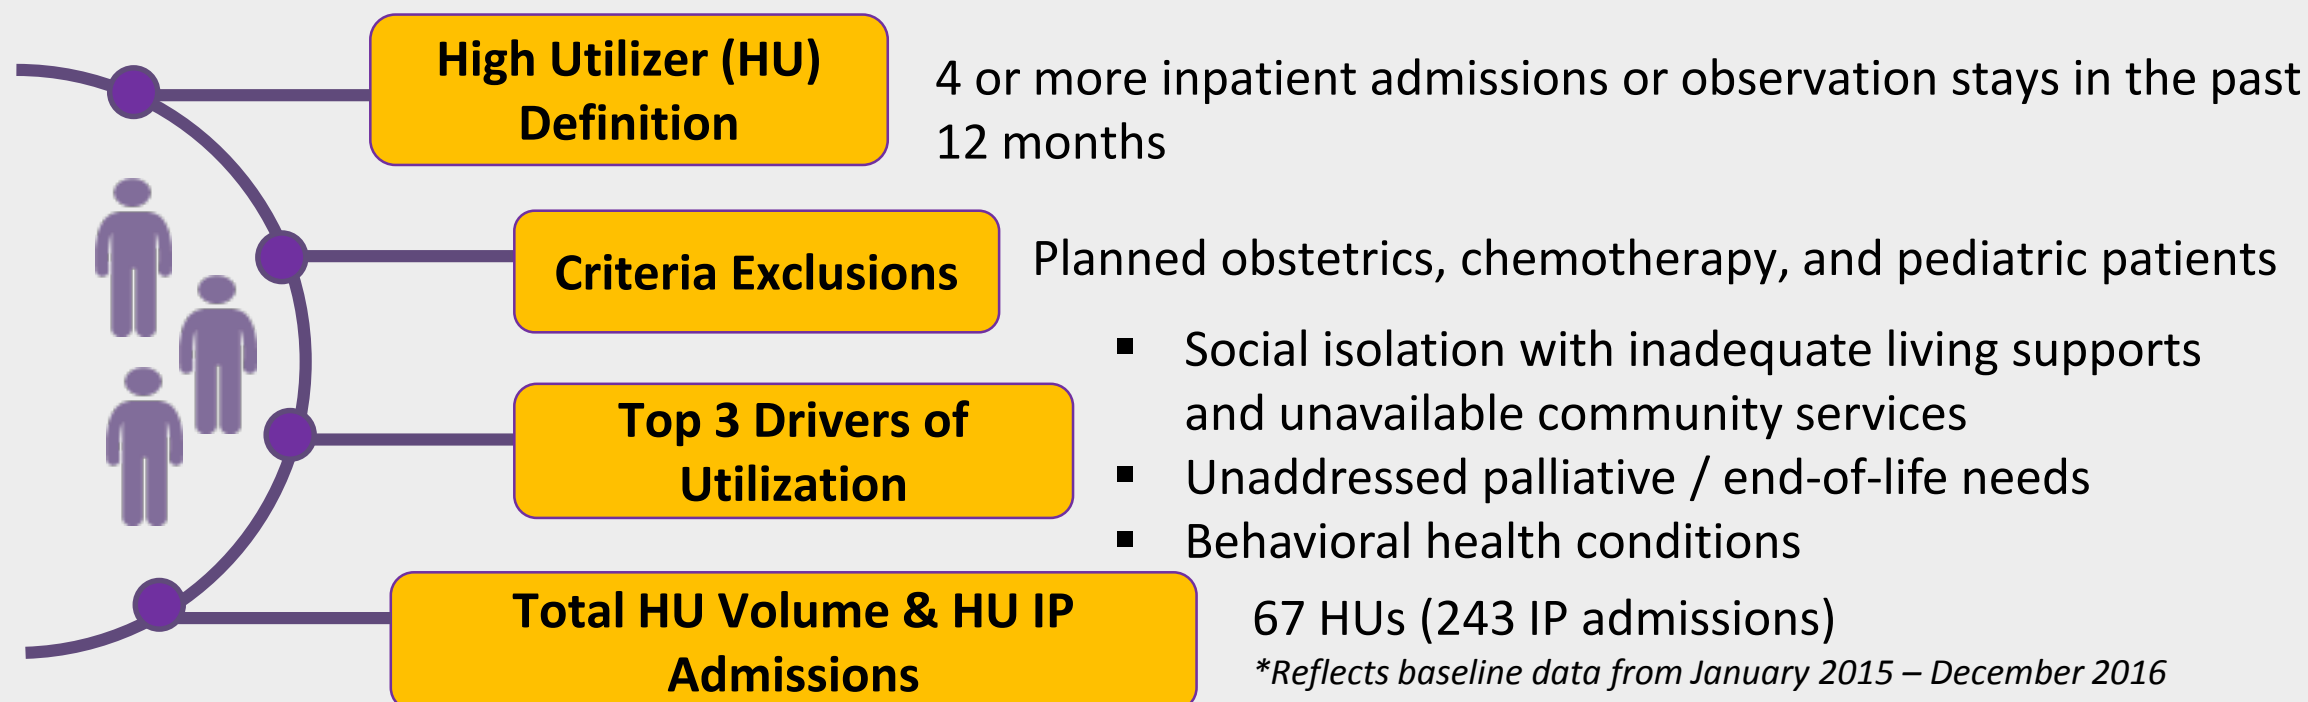 High Utilizer (HU)
Definition
4 or more inpatient admissions or observation stays in the past
12 months
Criteria Exclusions
Planned obstetrics, chemotherapy, and pediatric patients
Top 3 Drivers of
Utilization
▪ Social isolation with inadequate living supports
and unavailable community services
▪ Unaddressed palliative / end-of-life needs
▪ Behavioral health conditions
Total HU Volume & HU IP
Admissions
67 HUs (243 IP admissions)
*Reflects baseline data from January 2015 – December 2016